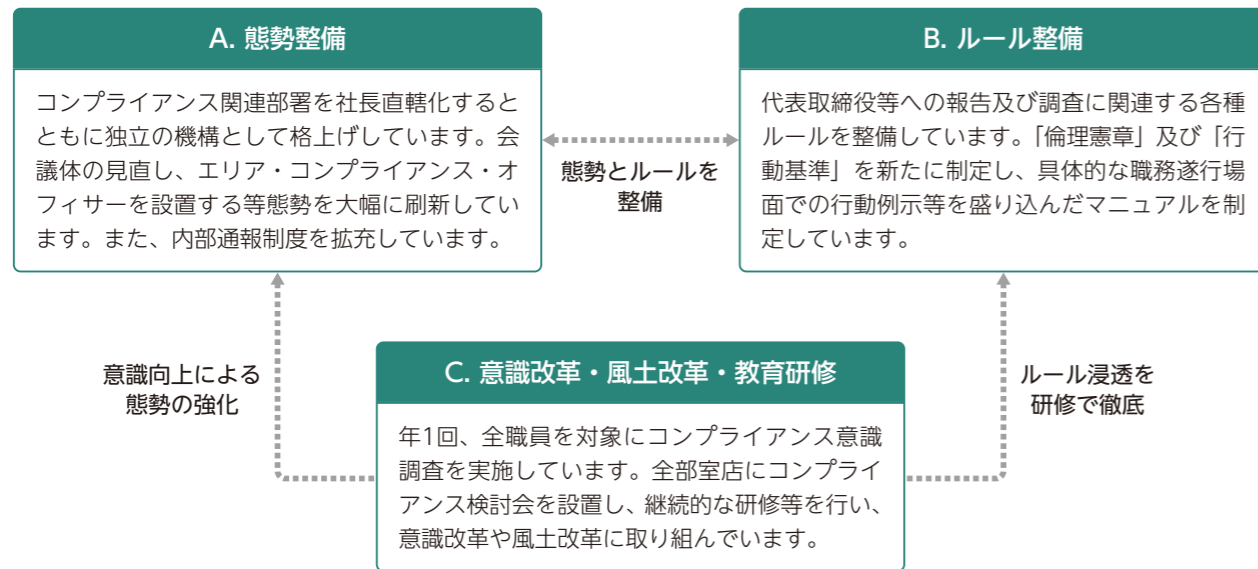 A. 態勢整備
コンプライアンス関連部署を社長直轄化すると
ともに独立の機構として格上げしています。会
議体の見直し、エリア・コンプライアンス・オ
フィサーを設置する等態勢を大幅に刷新してい
ます。また、内部通報制度を拡充しています。
態勢とルールを
整備
B. ルール整備
代表取締役等への報告及び調査に関連する各種
ルールを整備しています。「倫理憲章」及び「行
動基準」を新たに制定し、具体的な職務遂行場
面での行動例示等を盛り込んだマニュアルを制
定しています。
意識向上による
態勢の強化
C. 意識改革・風土改革・教育研修
年1回、全職員を対象にコンプライアンス意識
調査を実施しています。全部室店にコンプライ
アンス検討会を設置し、継続的な研修等を行い、
意識改革や風土改革に取り組んでいます。
ルール浸透を
研修で徹底